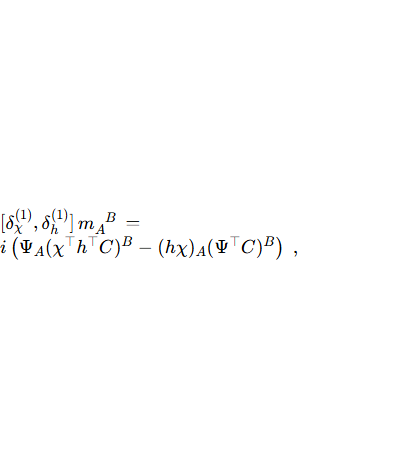 [δ_χ^{(1)}, δ_h^{(1)}] m_A{}^B =
i (Ψ_A(χ^⊤h^⊤C)^B − (hχ)_A(Ψ^⊤C)^B) ,